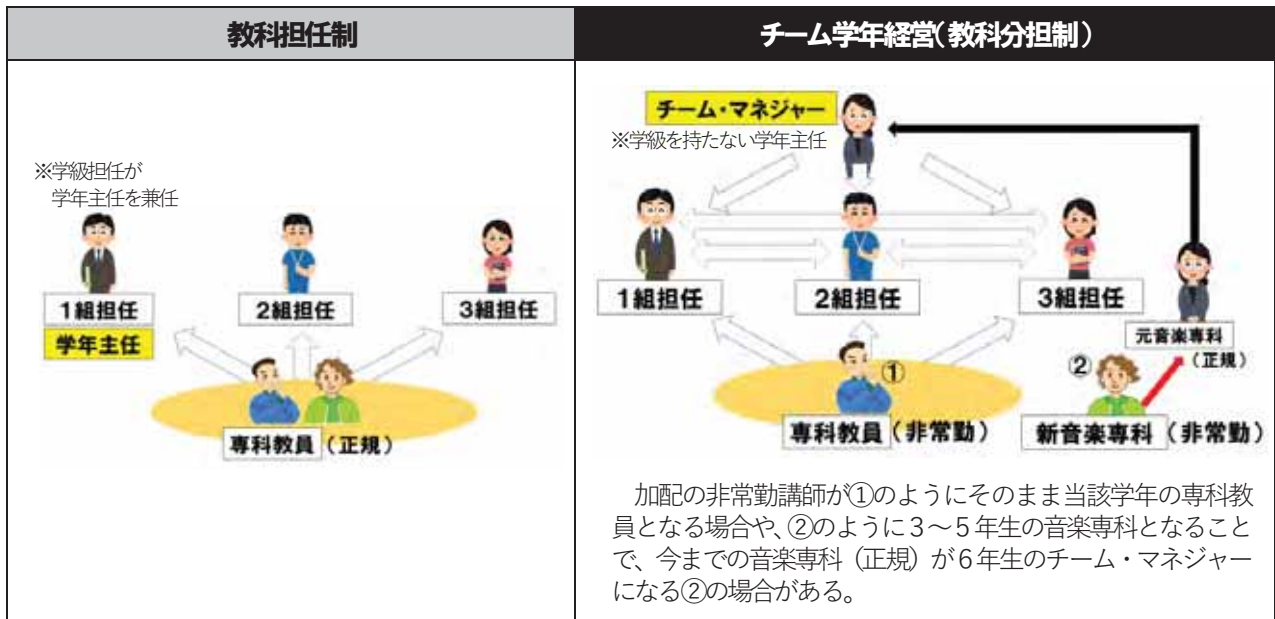 教科担任制
※学級担任が
学年主任を兼任
1組担任
2組担任
3組担任
学年主任
専科教員（正規）
チーム学年経営(教科分担制)
チーム・マネジャー
※学級を持たない学年主任
1組担任
2組担任
3組担任
元音楽専科
（正規）
①
②
専科教員（非常勤）
新音楽専科（非常勤）
加配の非常勤講師が①のようにそのまま当該学年の専科教
員となる場合や、②のように３～５年生の音楽専科となること
で、今までの音楽専科（正規）が６年生のチーム・マネジャー
になる②の場合がある。